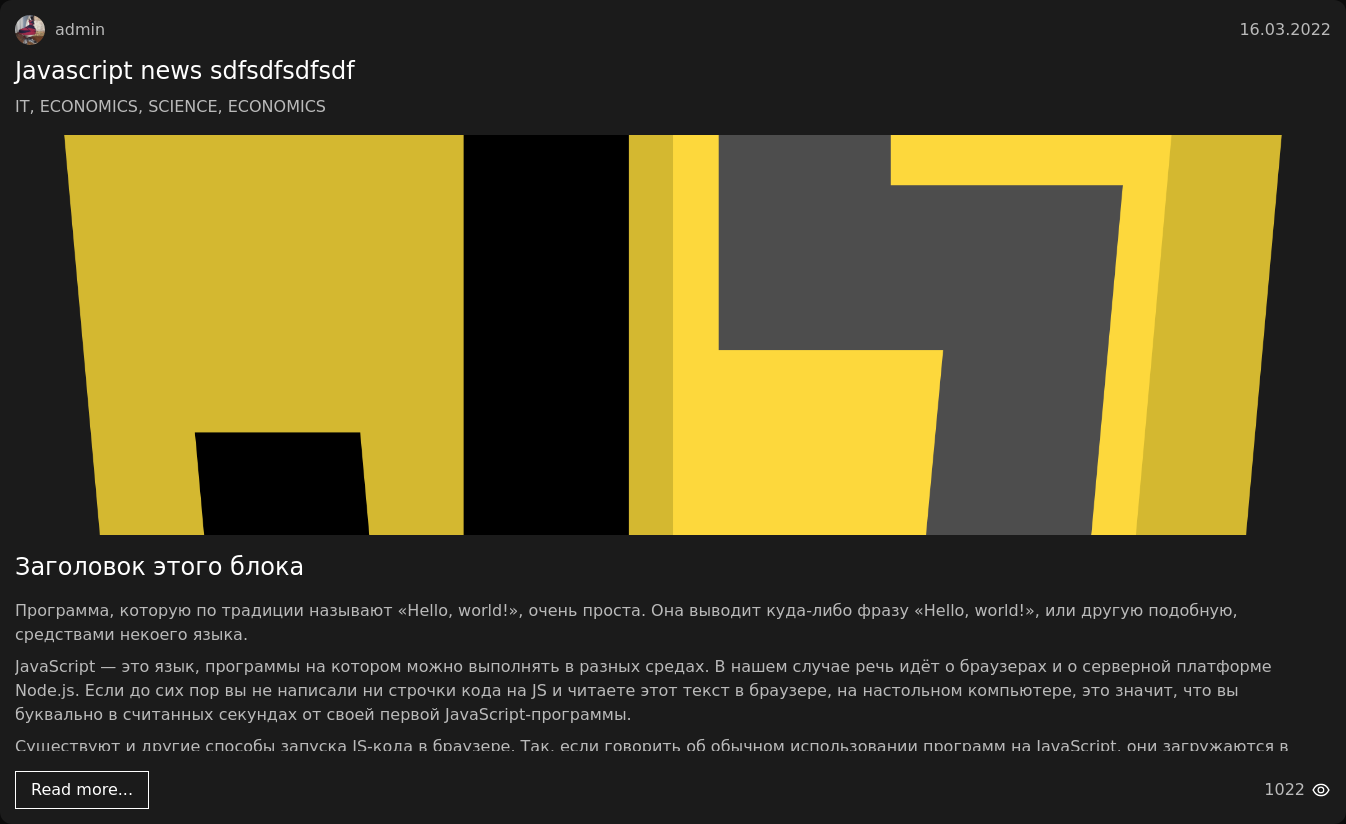 admin
16.03.2022
Javascript news sdfsdfsdfsdf
IT, ECONOMICS, SCIENCE, ECONOMICS
Заголовок этого блока
Программа, которую по традиции называют «Hello, world!», очень проста. Она выводит куда-либо фразу «Hello, world!», или другую подобную,
средствами некоего языка.
JavaScript — это язык, программы на котором можно выполнять в разных средах. В нашем случае речь идёт о браузерах и о серверной платформе
Node.js. Если до сих пор вы не написали ни строчки кода на JS и читаете этот текст в браузере, на настольном компьютере, это значит, что вы
буквально в считанных секундах от своей первой JavaScript-программы.
Существуют и другие способы запуска JS-кода в браузере. Так, если говорить об обычном использовании программ на JavaScript, они загружаются в
Read more...
1022